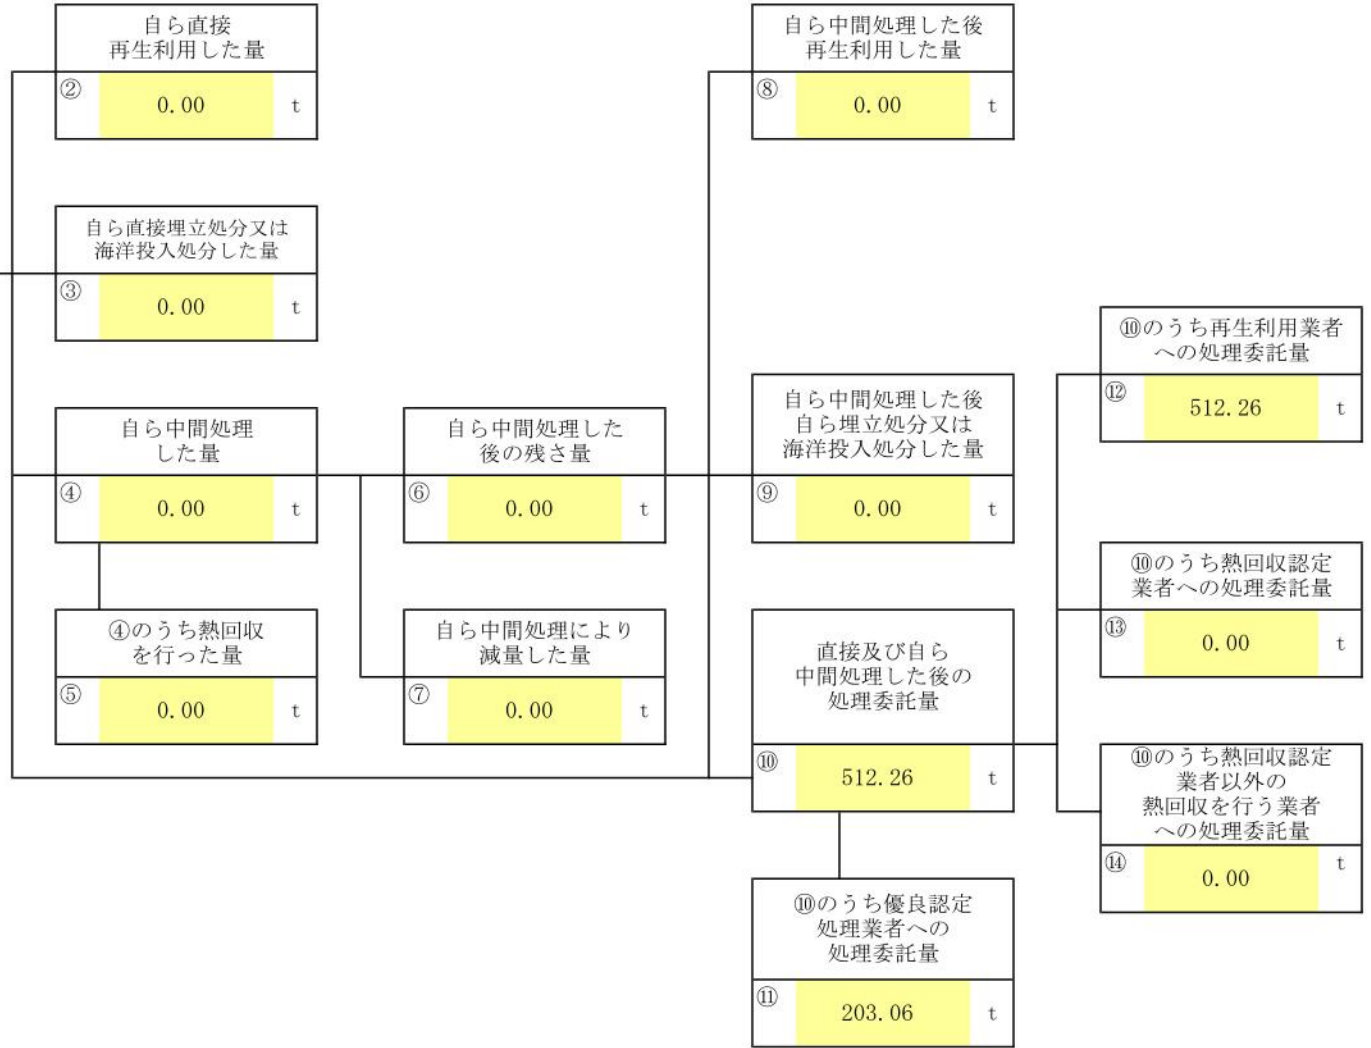 自ら直接
再生利用した量
②
0.00
t
自ら中間処理した後
再生利用した量
⑧
0.00
t
自ら直接埋立処分又は
海洋投入処分した量
③
0.00
t
⑩のうち再生利用業者
への処理委託量
⑫
512.26
t
自ら中間処理
した量
④
0.00
t
自ら中間処理した
後の残さ量
⑥
0.00
t
自ら中間処理した後
自ら埋立処分又は
海洋投入処分した量
⑨
0.00
t
⑩のうち熱回収認定
業者への処理委託量
⑬
0.00
t
④のうち熱回収
を行った量
⑤
0.00
t
自ら中間処理により
減量した量
⑦
0.00
t
直接及び自ら
中間処理した後の
処理委託量
⑩
512.26
t
⑩のうち熱回収認定
業者以外の
熱回収を行う業者
への処理委託量
⑭
0.00
t
⑩のうち優良認定
処理業者への
処理委託量
⑪
203.06
t